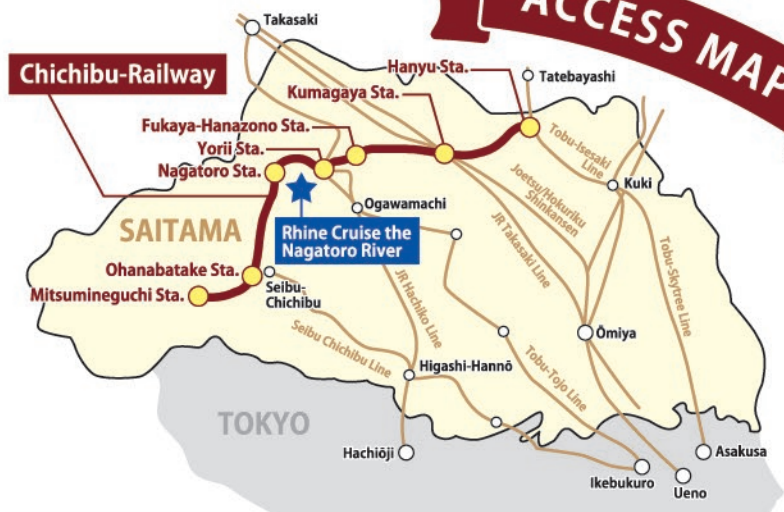 ACCESS MAP
Takasaki
Chichibu-Railway
Hanyu Sta.
Tatebayashi
Kumagaya Sta.
Fukaya-Hanazono Sta.
Yorii Sta.
Nagatoro Sta.
Tobu-Isesaki
Line
Kuki
Joetsu/Hokuriku
Shinkansen
Ogawamachi
SAITAMA
Rhine Cruise the
Nagatoro River
JR Takasaki Line
Tobu-Skytree Line
Ohanabatake Sta.
Mitsumineguchi Sta.
Seibu-
Chichibu
JR Hachiko Line
Seibu Chichibu Line
Higashi-Hannō
Tobu-Tojo Line
Ōmiya
TOKYO
Hachiōji
Ikebukuro
Ueno
Asakusa